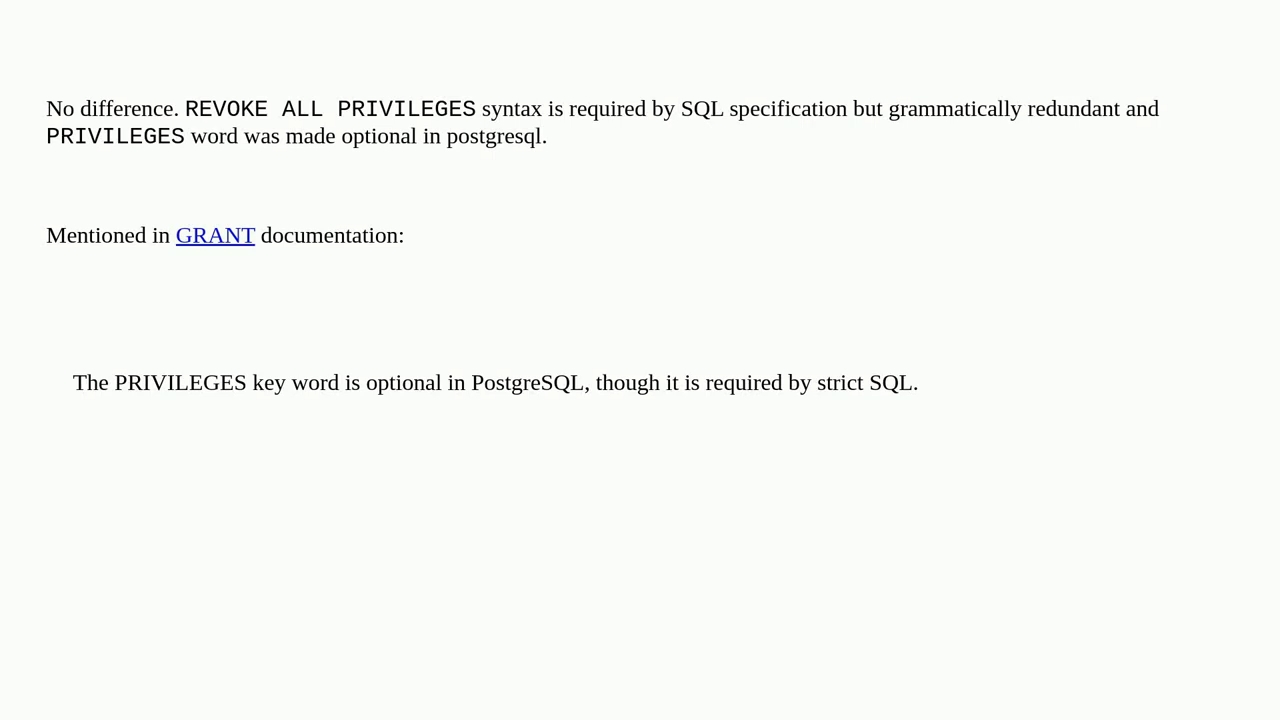 No difference. REVOKE ALL PRIVILEGES syntax is required by SQL specification but grammatically redundant and
PRIVILEGES word was made optional in postgresql.
Mentioned in GRANT documentation:
The PRIVILEGES key word is optional in PostgreSQL, though it is required by strict SQL.